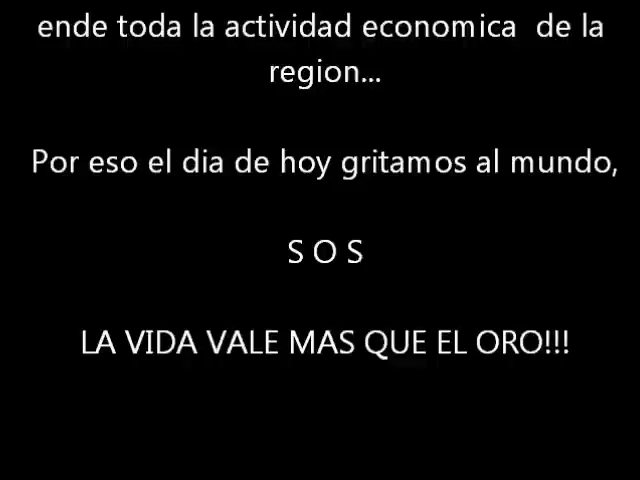 ende toda la actividad economica  de la
region...
Por eso el dia de hoy gritamos al mundo,
S O S
LA VIDA VALE MAS QUE EL ORO!!!